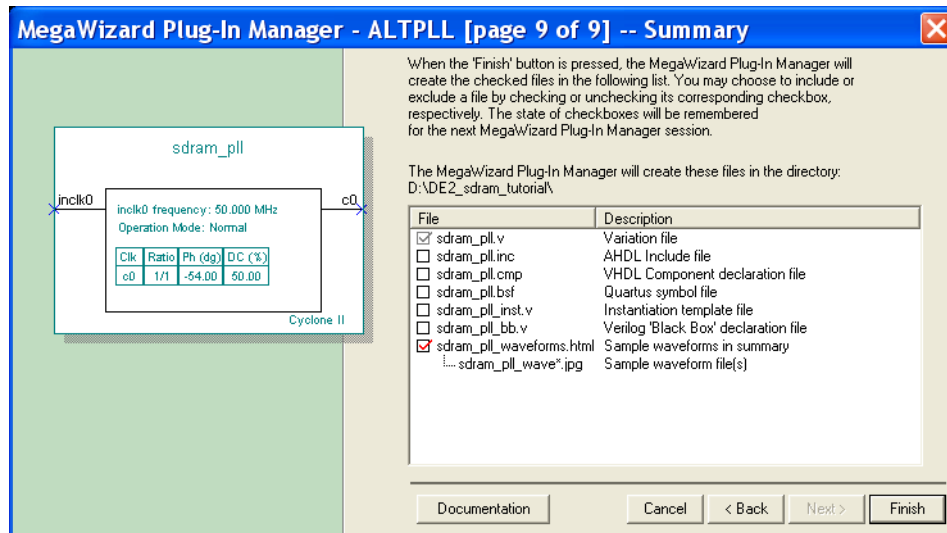 MegaWizard Plug-In Manager - ALTPLL [page 9 of 9] -- Summary
When the 'Finish' button is pressed, the MegaWizard Plug-In Manager will
create the checked files in the following list. You may choose to include or
exclude a file by checking or unchecking its corresponding checkbox,
respectively. The state of checkboxes will be remembered
for the next MegaWizard Plug-In Manager session.
The MegaWizard Plug-In Manager will create these files in the directory:
D:\DE2_sdram_tutorial\
sdram_pll
inclk0
c0
inclk0 frequency: 50.000 MHz
Operation Mode: Normal
Clk Ratio Ph (dg) DC (%)
c0 1/1 -54.00 50.00
Cyclone II
File Description
sdram_pll.v Variation file
sdram_pll.inc AHDL Include file
sdram_pll.cmp VHDL Component declaration file
sdram_pll.bsf Quartus symbol file
sdram_pll_inst.v Instantiation template file
sdram_pll_bb.v Verilog 'Black Box' declaration file
sdram_pll_waveforms.html Sample waveforms in summary
sdram_pll_wave*.jpg Sample waveform file(s)
Documentation Cancel < Back Next > Finish